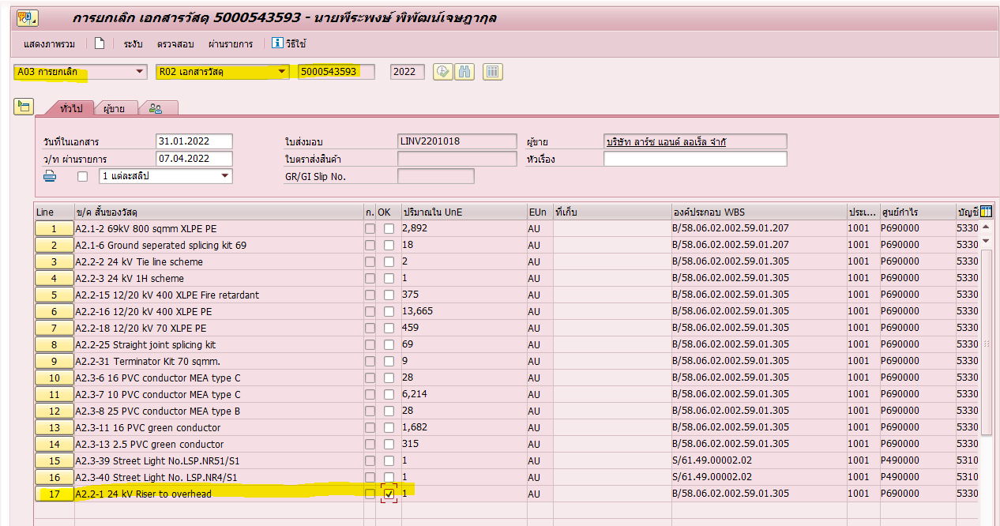 การยกเลิก เอกสารวัสดุ 5000543593 - นายพีระพงษ์ พิพัฒน์เจษฎากุล
แสดงภาพรวม ระงับ ตรวจสอบ ผ่านรายการ วิธีใช้
A03 การยกเลิก R02 เอกสารวัสดุ 5000543593 2022
ทั่วไป ผู้ขาย
วันที่ในเอกสาร 31.01.2022 ใบส่งมอบ LINV2201018 ผู้ขาย บริษัท ลาร์ซ แอนด์ ลอเร็ล จำกั
ว/ท ผ่านรายการ 07.04.2022 ใบตราส่งสินค้า หัวเรื่อง
1 แต่ละสลิป GR/GI Slip No.
Line ข/ค สั้นของวัสดุ ก. OK ปริมาณใน UnE EUn ที่เก็บ องค์ประกอบ WBS ประเ... ศูนย์กำไร บัญชี
1 A2.1-2 69kV 800 sqmm XLPE PE 2,892 AU B/58.06.02.002.59.01.207 1001 P690000 5330
2 A2.1-6 Ground seperated splicing kit 69 18 AU B/58.06.02.002.59.01.207 1001 P690000 5330
3 A2.2-2 24 kV Tie line scheme 2 AU B/58.06.02.002.59.01.305 1001 P690000 5330
4 A2.2-3 24 kV 1H scheme 1 AU B/58.06.02.002.59.01.305 1001 P690000 5330
5 A2.2-15 12/20 kV 400 XLPE Fire retardant 375 AU B/58.06.02.002.59.01.305 1001 P690000 5330
6 A2.2-16 12/20 kV 400 XLPE PE 13,665 AU B/58.06.02.002.59.01.305 1001 P690000 5330
7 A2.2-18 12/20 kV 70 XLPE PE 459 AU B/58.06.02.002.59.01.305 1001 P690000 5330
8 A2.2-25 Straight joint splicing kit 69 AU B/58.06.02.002.59.01.305 1001 P690000 5330
9 A2.2-31 Terminator Kit 70 sqmm. 9 AU B/58.06.02.002.59.01.305 1001 P690000 5330
10 A2.3-6 16 PVC conductor MEA type C 28 AU B/58.06.02.002.59.01.305 1001 P690000 5330
11 A2.3-7 10 PVC conductor MEA type C 6,214 AU B/58.06.02.002.59.01.305 1001 P690000 5330
12 A2.3-8 25 PVC conductor MEA type B 28 AU B/58.06.02.002.59.01.305 1001 P690000 5330
13 A2.3-11 16 PVC green conductor 1,682 AU B/58.06.02.002.59.01.305 1001 P690000 5330
14 A2.3-13 2.5 PVC green conductor 315 AU B/58.06.02.002.59.01.305 1001 P690000 5330
15 A2.3-39 Street Light No.LSP.NR51/S1 1 AU S/61.49.00002.02 1001 P490000 5310
16 A2.3-40 Street Light No. LSP.NR4/S1 1 AU S/61.49.00002.02 1001 P490000 5310
17 A2.2-1 24 kV Riser to overhead 1 AU B/58.06.02.002.59.01.305 1001 P690000 5330